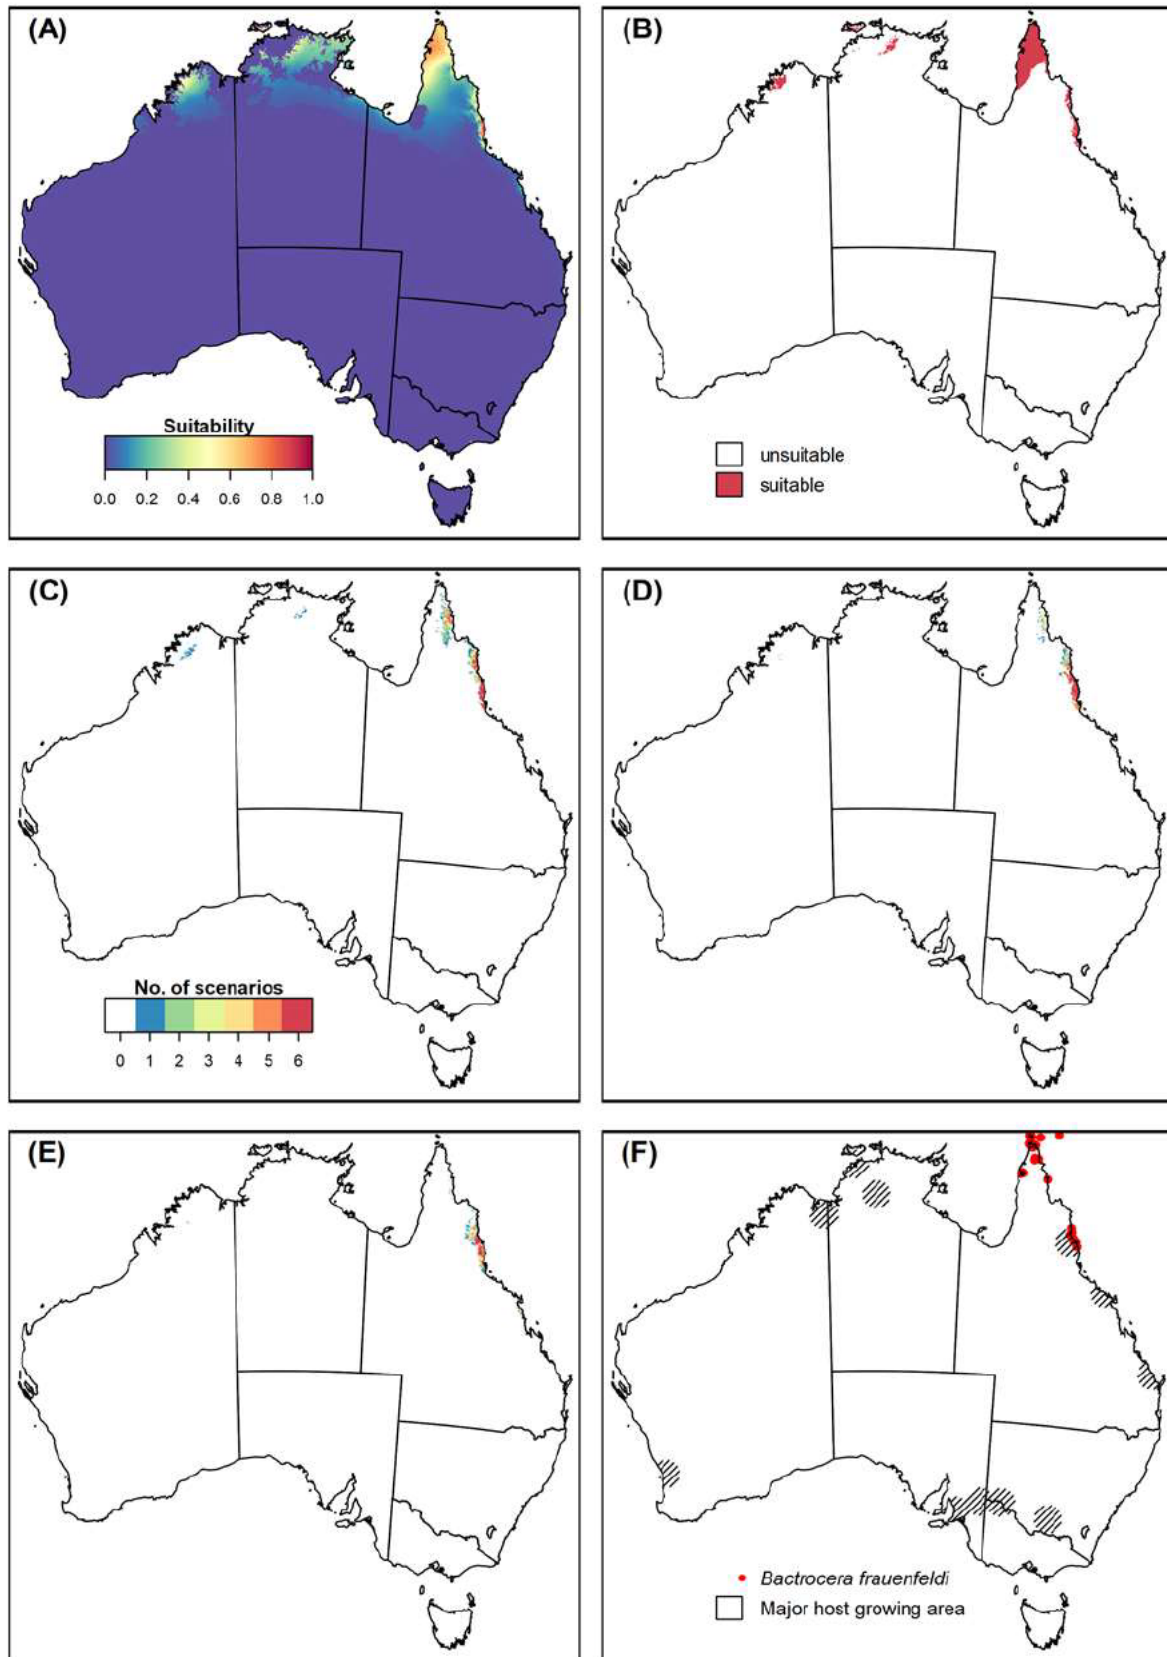 (A)
(B)
Suitability
0.0 0.2 0.4 0.6 0.8 1.0
unsuitable
suitable
(C)
(D)
No. of scenarios
0 1 2 3 4 5 6
(E)
(F)
Bactrocera frauenfeldi
Major host growing area